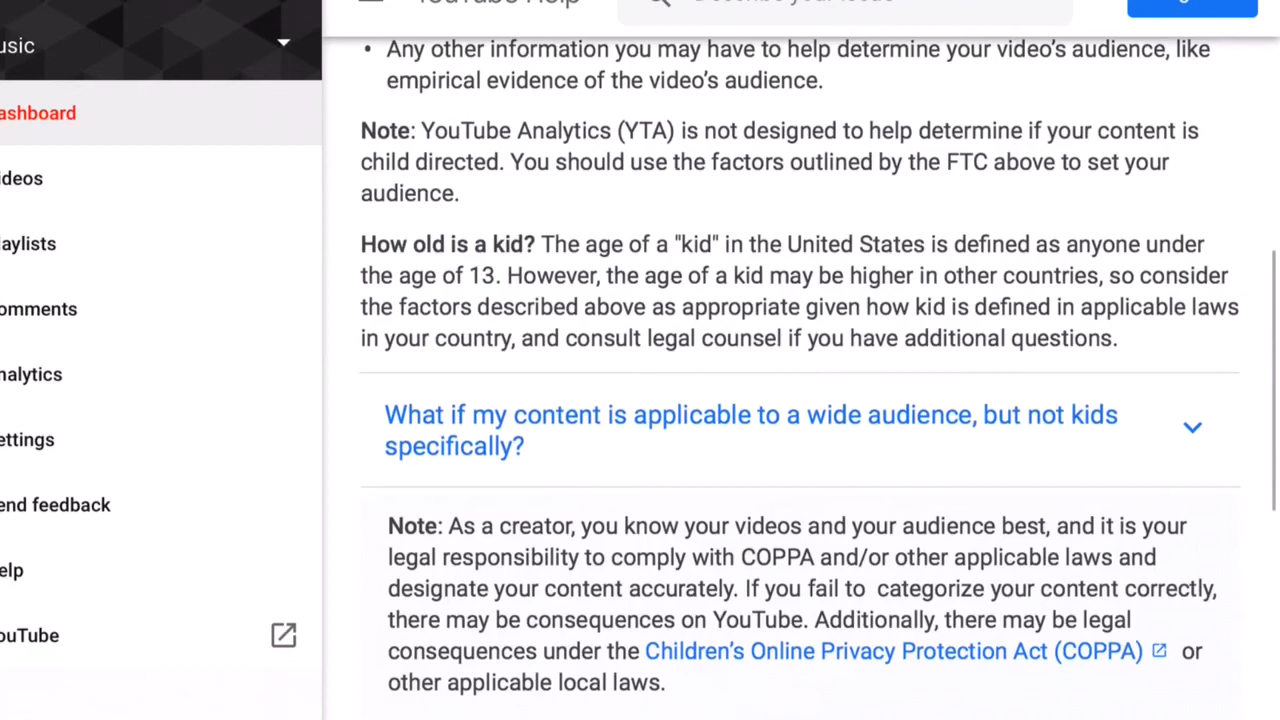 usic
ashboard
ideos
laylists
omments
nalytics
ettings
end feedback
elp
ouTube
YouTube Help
Describe your issue
• Any other information you may have to help determine your video’s audience, like
empirical evidence of the video’s audience.
Note: YouTube Analytics (YTA) is not designed to help determine if your content is
child directed. You should use the factors outlined by the FTC above to set your
audience.
How old is a kid? The age of a "kid" in the United States is defined as anyone under
the age of 13. However, the age of a kid may be higher in other countries, so consider
the factors described above as appropriate given how kid is defined in applicable laws
in your country, and consult legal counsel if you have additional questions.
What if my content is applicable to a wide audience, but not kids
specifically?
Note: As a creator, you know your videos and your audience best, and it is your
legal responsibility to comply with COPPA and/or other applicable laws and
designate your content accurately. If you fail to categorize your content correctly,
there may be consequences on YouTube. Additionally, there may be legal
consequences under the Children’s Online Privacy Protection Act (COPPA) or
other applicable local laws.